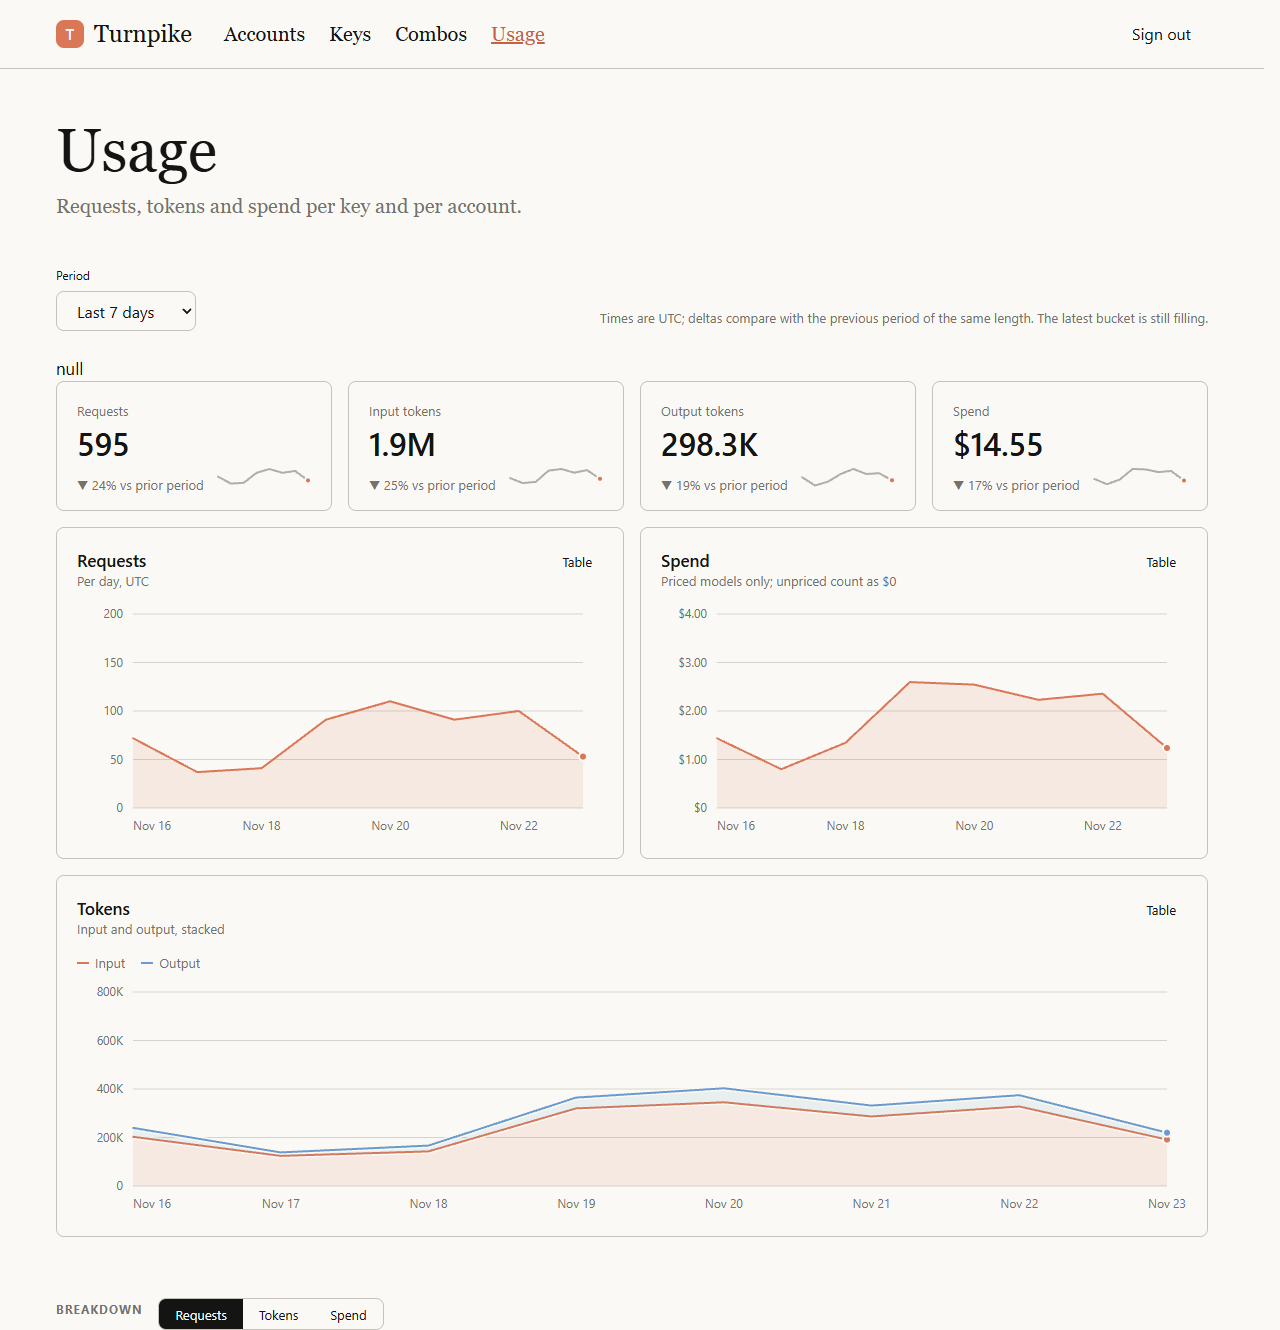 T Turnpike Accounts Keys Combos Usage Sign out
Usage
Requests, tokens and spend per key and per account.
Period
Last 7 days
Times are UTC; deltas compare with the previous period of the same length. The latest bucket is still filling.
null
Requests
595
▼ 24% vs prior period
Input tokens
1.9M
▼ 25% vs prior period
Output tokens
298.3K
▼ 19% vs prior period
Spend
$14.55
▼ 17% vs prior period
Requests
Table
Per day, UTC
200
150
100
50
0
Nov 16 Nov 18 Nov 20 Nov 22
Spend
Table
Priced models only; unpriced count as $0
$4.00
$3.00
$2.00
$1.00
$0
Nov 16 Nov 18 Nov 20 Nov 22
Tokens
Table
Input and output, stacked
Input Output
800K
600K
400K
200K
0
Nov 16 Nov 17 Nov 18 Nov 19 Nov 20 Nov 21 Nov 22 Nov 23
BREAKDOWN Requests Tokens Spend